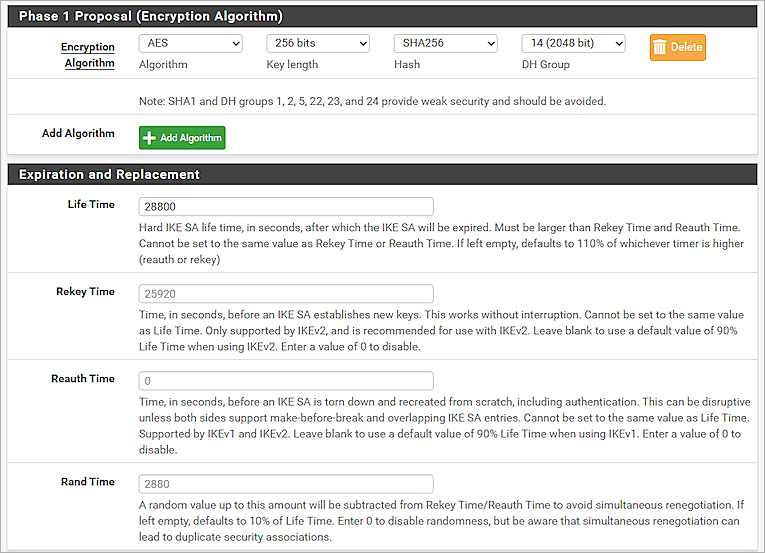 Phase 1 Proposal (Encryption Algorithm)
Encryption Algorithm
AES 256 bits SHA256 14 (2048 bit) Delete
Algorithm Key length Hash DH Group
Note: SHA1 and DH groups 1, 2, 5, 22, 23, and 24 provide weak security and should be avoided.
Add Algorithm Add Algorithm
Expiration and Replacement
Life Time 28800
Hard IKE SA life time, in seconds, after which the IKE SA will be expired. Must be larger than Rekey Time and Reauth Time.
Cannot be set to the same value as Rekey Time or Reauth Time. If left empty, defaults to 110% of whichever timer is higher
(reauth or rekey)
Rekey Time 25920
Time, in seconds, before an IKE SA establishes new keys. This works without interruption. Cannot be set to the same value
as Life Time. Only supported by IKEv2, and is recommended for use with IKEv2. Leave blank to use a default value of 90%
Life Time when using IKEv2. Enter a value of 0 to disable.
Reauth Time 0
Time, in seconds, before an IKE SA is torn down and recreated from scratch, including authentication. This can be disruptive
unless both sides support make-before-break and overlapping IKE SA entries. Cannot be set to the same value as Life Time.
Supported by IKEv1 and IKEv2. Leave blank to use a default value of 90% Life Time when using IKEv1. Enter a value of 0 to
disable.
Rand Time 2880
A random value up to this amount will be subtracted from Rekey Time/Reauth Time to avoid simultaneous renegotiation. If
left empty, defaults to 10% of Life Time. Enter 0 to disable randomness, but be aware that simultaneous renegotiation can
lead to duplicate security associations.